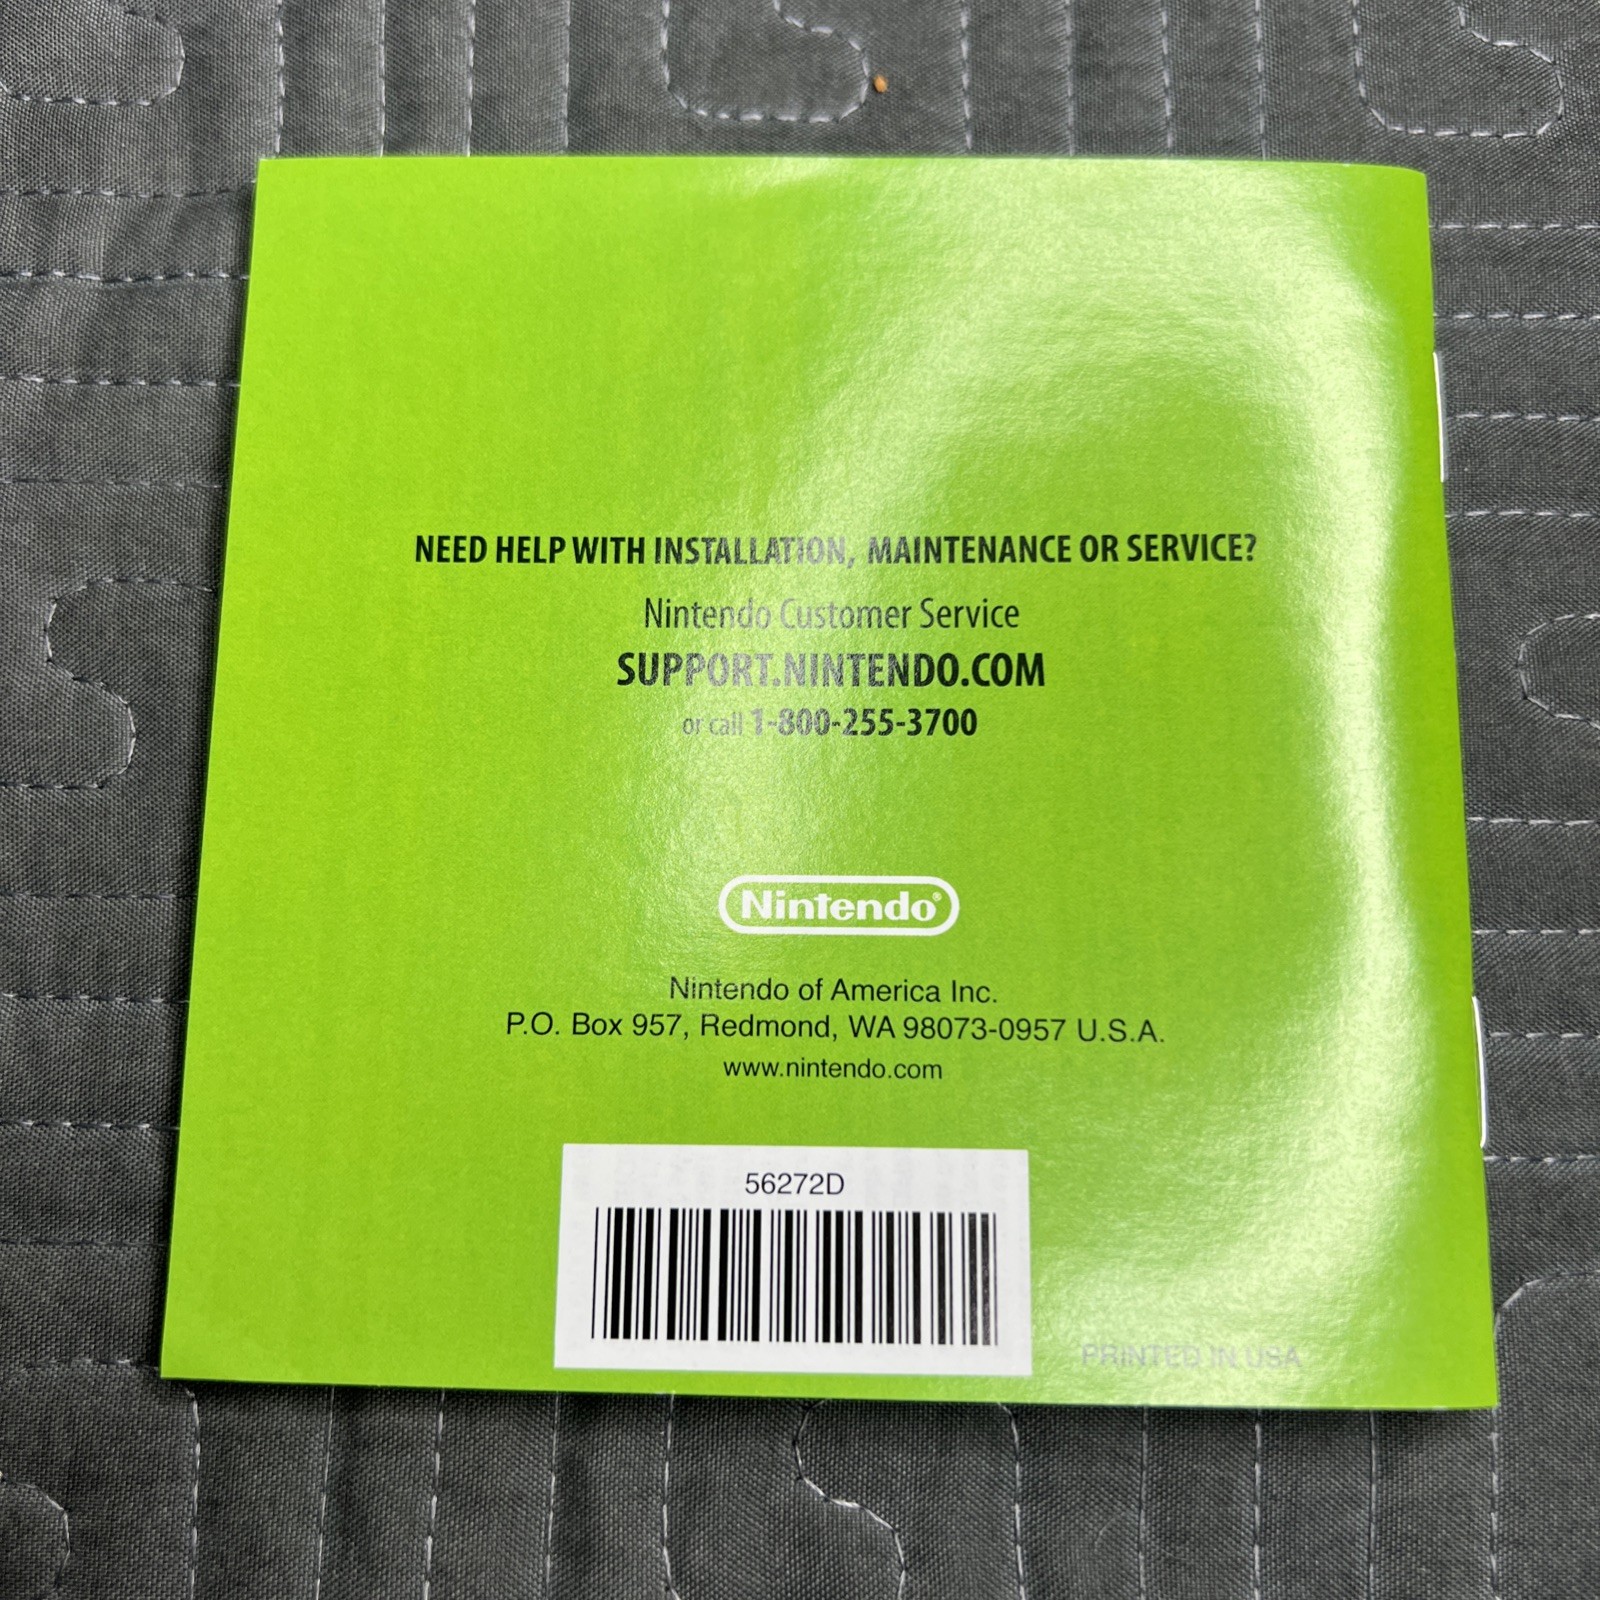 NEED HELP WITH INSTALLATION, MAINTENANCE OR SERVICE?
Nintendo Customer Service
SUPPORT.NINTENDO.COM
or call 1-800-255-3700
Nintendo®
Nintendo of America Inc.
P.O. Box 957, Redmond, WA 98073-0957 U.S.A.
www.nintendo.com
56272D
PRINTED IN USA